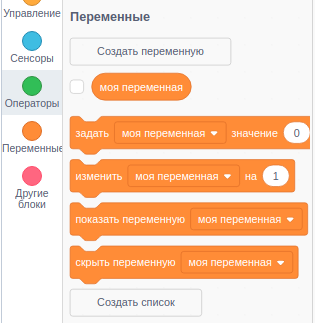 Управление
Сенсоры
Операторы
Переменные
Другие
блоки
Переменные
Создать переменную
моя переменная
задать моя переменная значение 0
изменить моя переменная на 1
показать переменную моя переменная
скрыть переменную моя переменная
Создать список